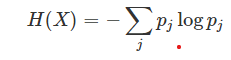 H(X) = −∑_j p_j log p_j